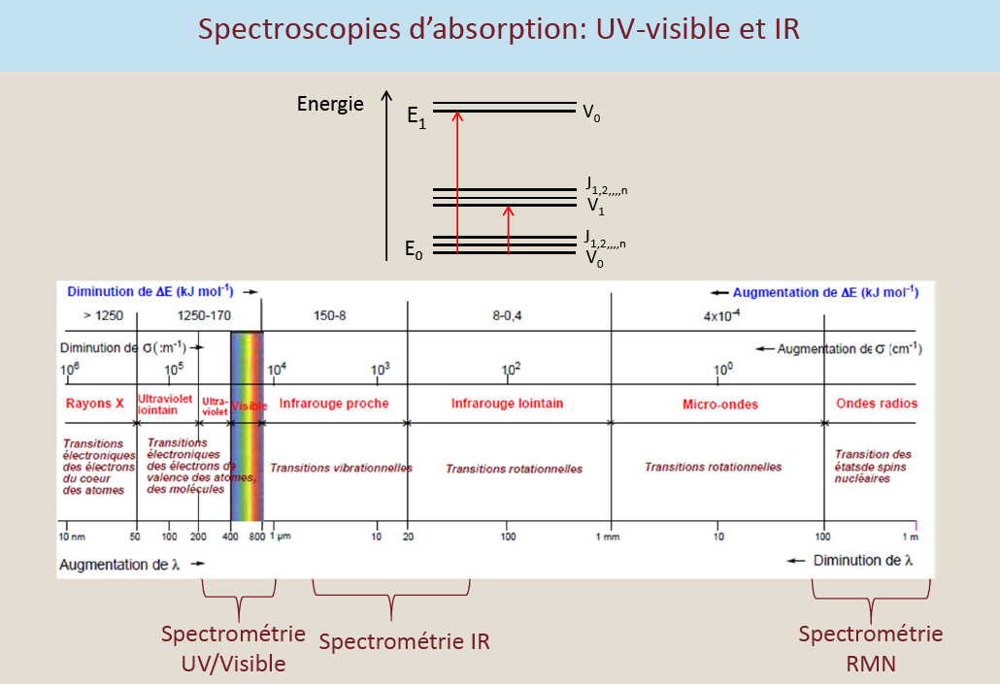 Spectroscopies d’absorption: UV-visible et IR
Energie
E1
V0
J1,2,,,,n
V1
E0
J1,2,,,,n
V0
Diminution de ΔE (kJ mol-1)
Augmentation de ΔE (kJ mol-1)
> 1250
1250-170
150-8
8-0,4
4x10-4
Diminution de σ( :m-1)
Augmentation de σ (cm-1)
10^6
10^5
10^4
10^3
10^2
10^0
Rayons X
Ultraviolet
lointain
Ultra-
violet
Visible
Infrarouge proche
Infrarouge lointain
Micro-ondes
Ondes radios
Transitions
électroniques
des électrons
du coeur
des atomes
Transitions
électroniques
des électrons de
valence des atomes,
des molécules
Transitions vibrationnelles
Transitions rotationnelles
Transitions rotationnelles
Transition des
étatsde spins
nucléaires
10 nm
50
100
200
400
800
1 µm
10
20
100
1 mm
10
100
1 m
Augmentation de λ
Diminution de λ
Spectrométrie
UV/Visible
Spectrométrie IR
Spectrométrie
RMN